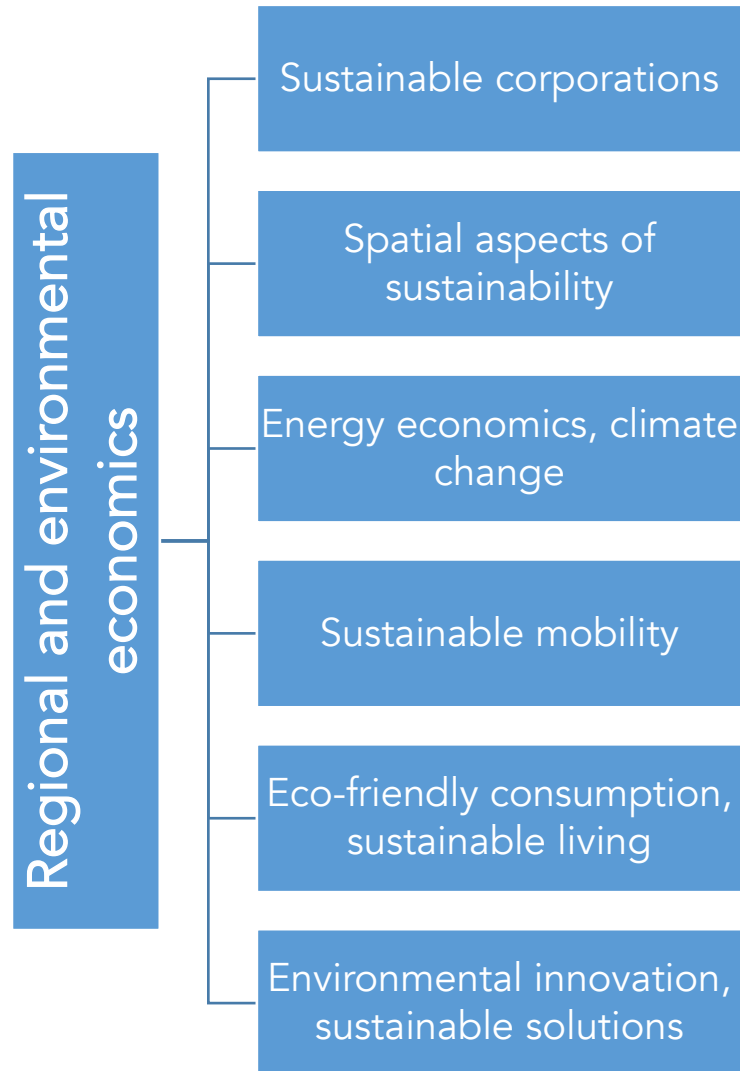 Regional and environmental
economics
Sustainable corporations
Spatial aspects of
sustainability
Energy economics, climate
change
Sustainable mobility
Eco-friendly consumption,
sustainable living
Environmental innovation,
sustainable solutions